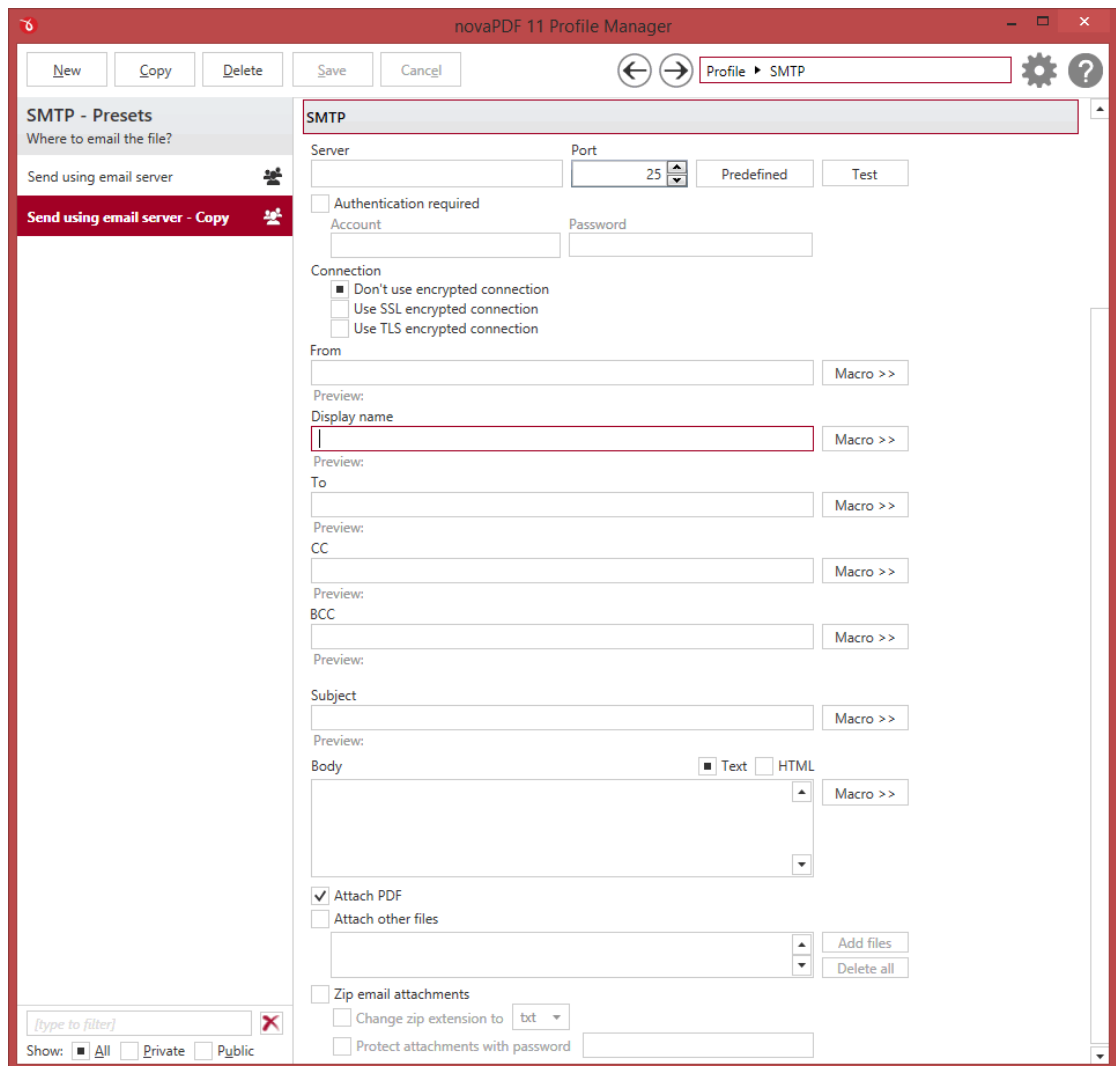 novaPDF 11 Profile Manager
New Copy Delete Save Cancel Profile SMTP
SMTP - Presets
Where to email the file?
Send using email server
Send using email server - Copy
SMTP
Server Port
25 Predefined Test
Authentication required
Account Password
Connection
Don't use encrypted connection
Use SSL encrypted connection
Use TLS encrypted connection
From
Macro >>
Preview:
Display name
Macro >>
Preview:
To
Macro >>
Preview:
CC
Macro >>
Preview:
BCC
Macro >>
Preview:
Subject
Macro >>
Preview:
Body Text HTML
Macro >>
Attach PDF
Attach other files
Add files
Delete all
Zip email attachments
Change zip extension to txt
Protect attachments with password
[type to filter]
Show: All Private Public